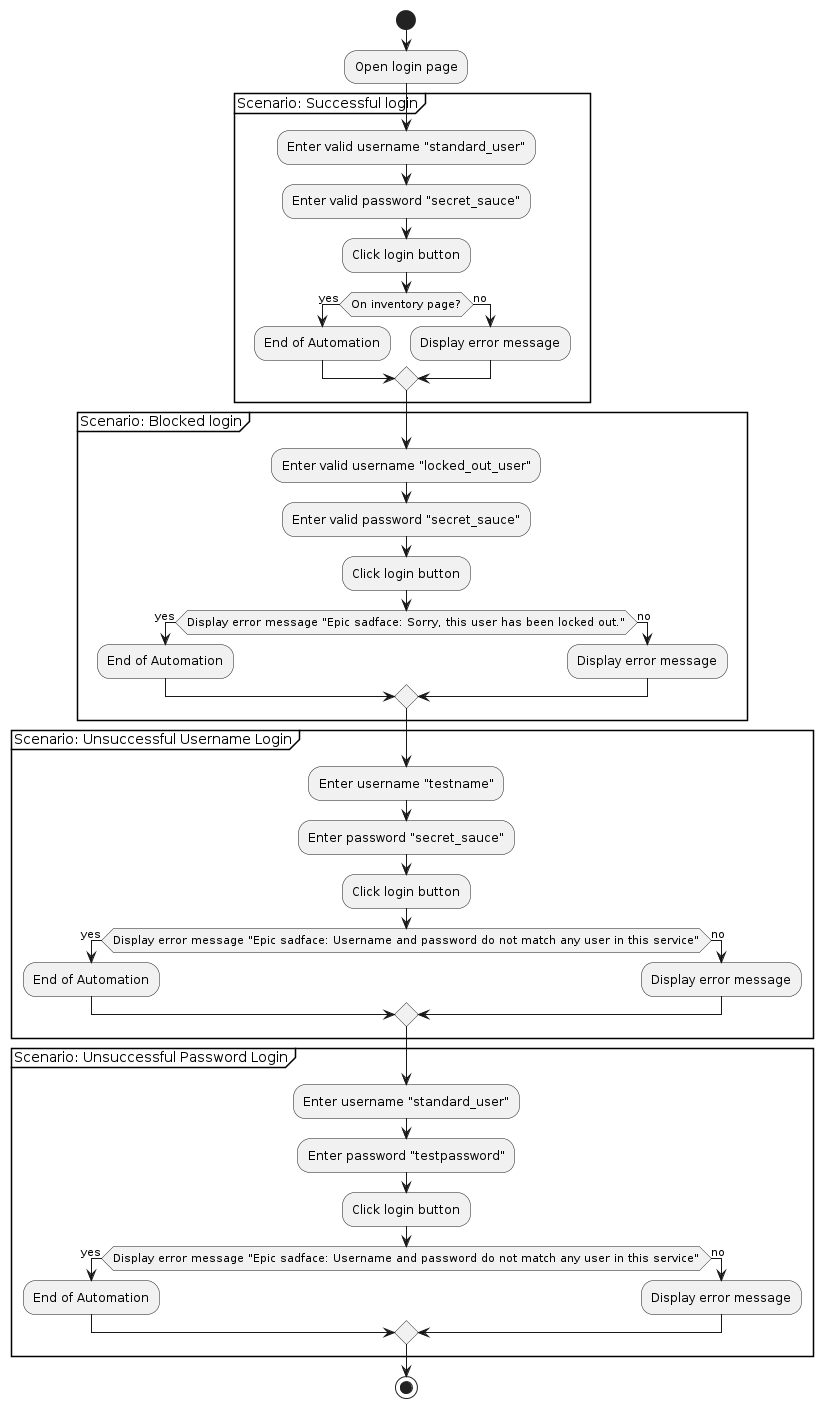 Open login page
Scenario: Successful login
Enter valid username "standard_user"
Enter valid password "secret_sauce"
Click login button
yes
On inventory page?
no
End of Automation
Display error message
Scenario: Blocked login
Enter valid username "locked_out_user"
Enter valid password "secret_sauce"
Click login button
yes
Display error message "Epic sadface: Sorry, this user has been locked out."
no
End of Automation
Display error message
Scenario: Unsuccessful Username Login
Enter username "testname"
Enter password "secret_sauce"
Click login button
yes
Display error message "Epic sadface: Username and password do not match any user in this service"
no
End of Automation
Display error message
Scenario: Unsuccessful Password Login
Enter username "standard_user"
Enter password "testpassword"
Click login button
yes
Display error message "Epic sadface: Username and password do not match any user in this service"
no
End of Automation
Display error message